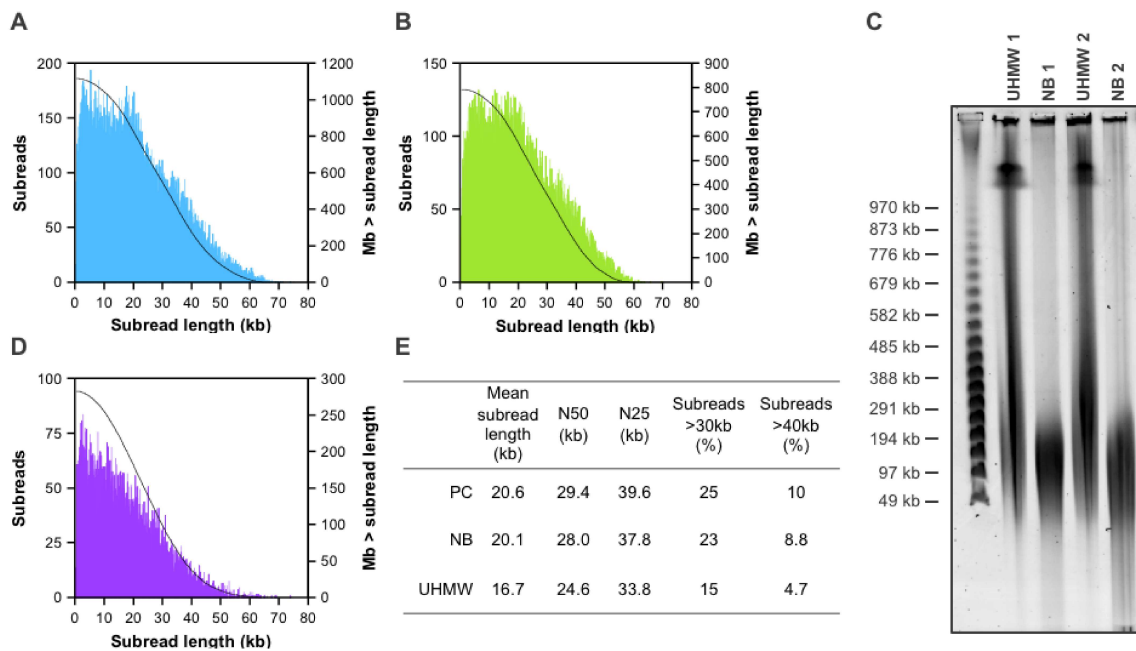 A
Subreads
200
150
100
50
0
1200
1000
800
600
400
200
0
Mb > subread length
0 10 20 30 40 50 60 70 80
Subread length (kb)
B
Subreads
150
100
50
0
900
800
700
600
500
400
300
200
100
0
Mb > subread length
0 10 20 30 40 50 60 70 80
Subread length (kb)
C
UHMW 1
NB 1
UHMW 2
NB 2
970 kb
873 kb
776 kb
679 kb
582 kb
485 kb
388 kb
291 kb
194 kb
97 kb
49 kb
D
Subreads
100
75
50
25
0
300
250
200
150
100
50
0
Mb > subread length
0 10 20 30 40 50 60 70 80
Subread length (kb)
E
Mean subread length (kb) N50 (kb) N25 (kb) Subreads >30kb (%) Subreads >40kb (%)
PC 20.6 29.4 39.6 25 10
NB 20.1 28.0 37.8 23 8.8
UHMW 16.7 24.6 33.8 15 4.7